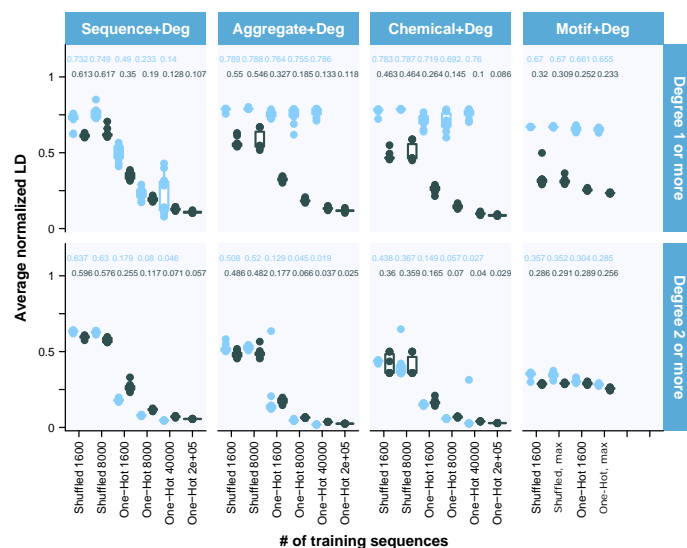 Sequence+Deg Aggregate+Deg Chemical+Deg Motif+Deg
0.732 0.749 0.49 0.233 0.14 0.789 0.788 0.764 0.755 0.786 0.783 0.787 0.719 0.692 0.76 0.67 0.67 0.661 0.655
0.613 0.617 0.35 0.19 0.128 0.107 0.55 0.546 0.327 0.185 0.133 0.118 0.463 0.464 0.264 0.145 0.1 0.086 0.32 0.309 0.252 0.233
1
0.5
0
Degree 1 or more
Average normalized LD
0.637 0.63 0.179 0.08 0.046 0.508 0.52 0.129 0.045 0.019 0.438 0.367 0.149 0.057 0.027 0.357 0.352 0.304 0.285
0.596 0.576 0.255 0.117 0.071 0.057 0.486 0.482 0.177 0.066 0.037 0.025 0.36 0.359 0.165 0.07 0.04 0.029 0.286 0.291 0.289 0.256
1
0.5
0
Degree 2 or more
Shuffled 1600
Shuffled 8000
One−Hot 1600
One−Hot 8000
One−Hot 40000
One−Hot 2e+05
Shuffled 1600
Shuffled 8000
One−Hot 1600
One−Hot 8000
One−Hot 40000
One−Hot 2e+05
Shuffled 1600
Shuffled 8000
One−Hot 1600
One−Hot 8000
One−Hot 40000
One−Hot 2e+05
Shuffled 1600
Shuffled, max
One−Hot 1600
One−Hot, max
# of training sequences